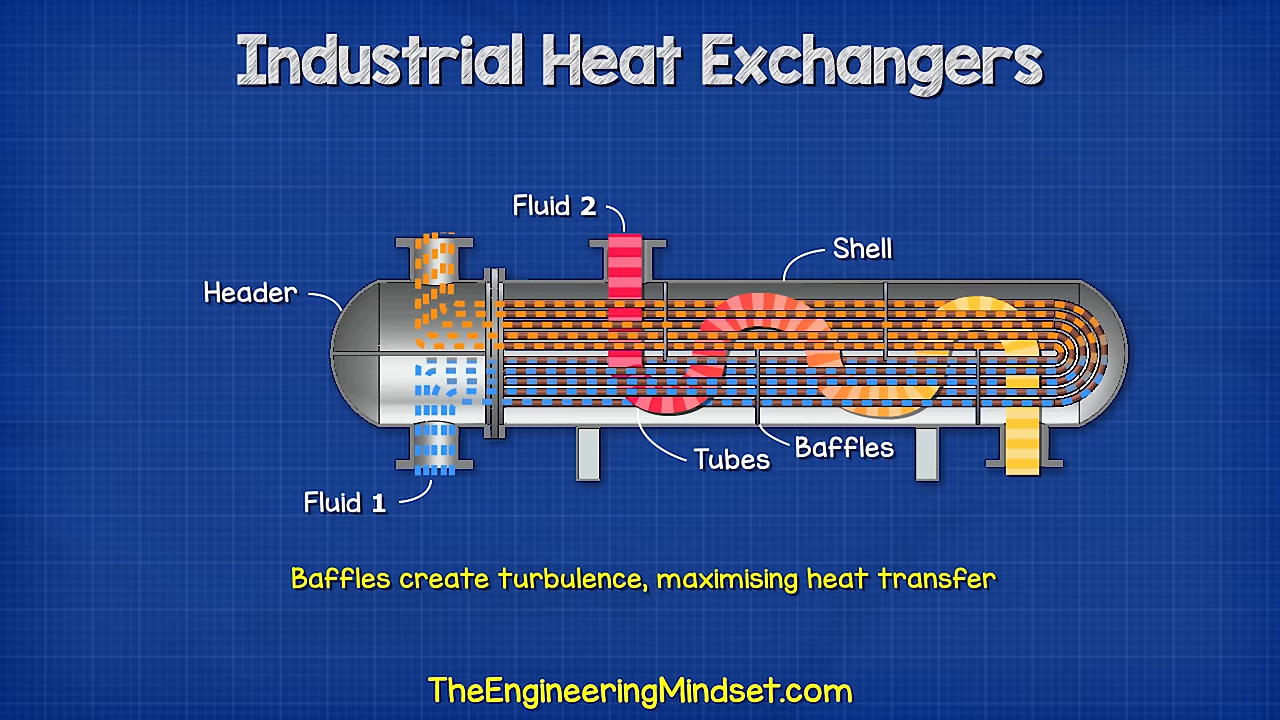 Industrial Heat Exchangers
Fluid 2
Shell
Header
Baffles
Tubes
Fluid 1
Baffles create turbulence, maximising heat transfer
TheEngineeringMindset.com